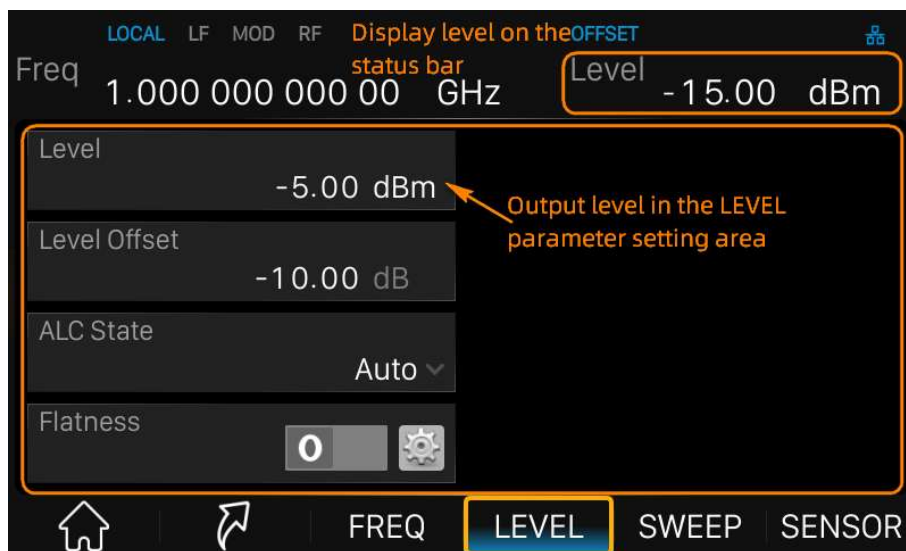 LOCAL LF MOD RF Display level on the OFFSET
status bar
Freq 1.000 000 000 00 GHz Level -15.00 dBm
Level
-5.00 dBm
Output level in the LEVEL
parameter setting area
Level Offset
-10.00 dB
ALC State
Auto
Flatness
0
FREQ LEVEL SWEEP SENSOR